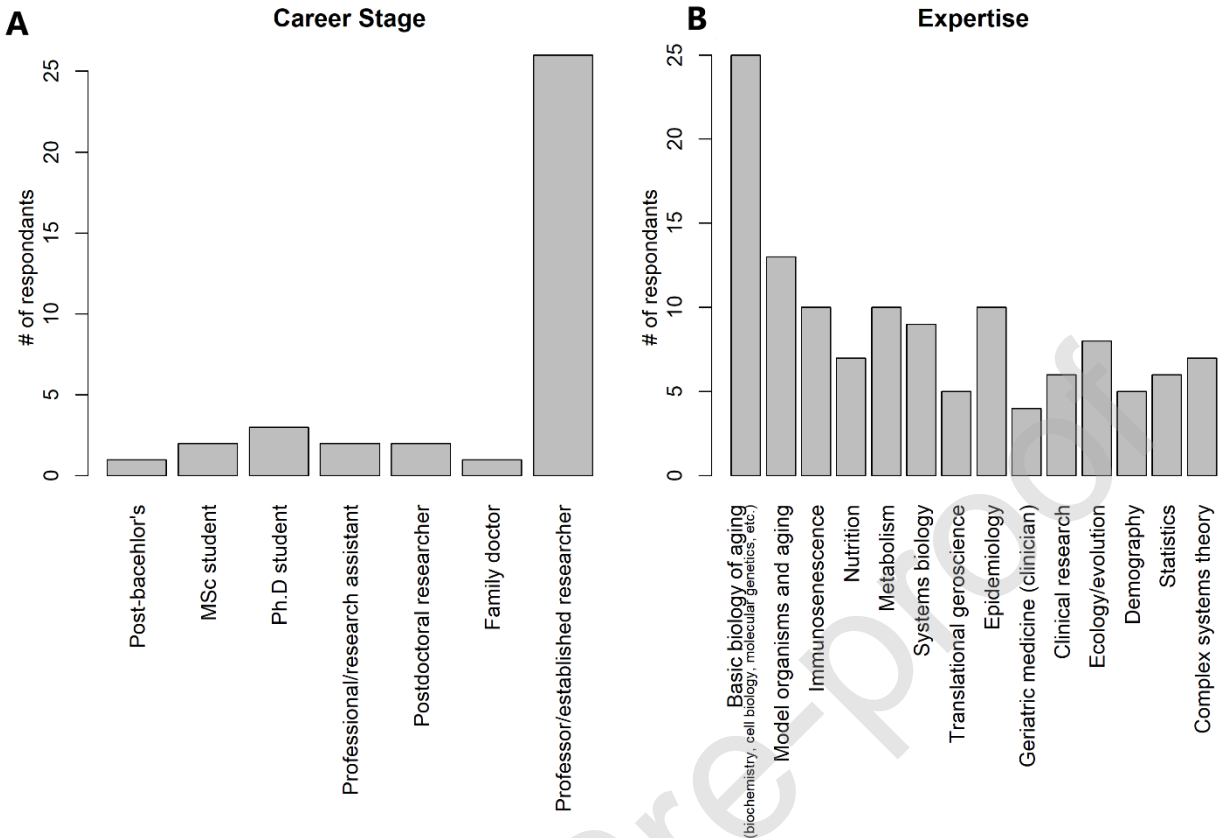 A
Career Stage
# of respondants
0
5
10
15
20
25
Post-bacehlor's
MSc student
Ph.D student
Professional/research assistant
Postdoctoral researcher
Family doctor
Professor/established researcher
B
Expertise
# of respondants
0
5
10
15
20
25
Basic biology of aging
(biochemistry, cell biology, molecular genetics, etc.)
Model organisms and aging
Immunosenescence
Nutrition
Metabolism
Systems biology
Translational geroscience
Epidemiology
Geriatric medicine (clinician)
Clinical research
Ecology/evolution
Demography
Statistics
Complex systems theory
re-proof